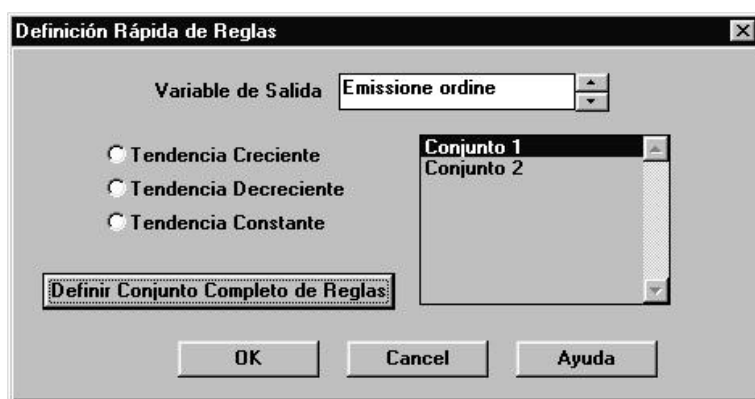 Definición Rápida de Reglas
Variable de Salida
Emissione ordine
Tendencia Creciente
Tendencia Decreciente
Tendencia Constante
Conjunto 1
Conjunto 2
Definir Conjunto Completo de Reglas
OK
Cancel
Ayuda